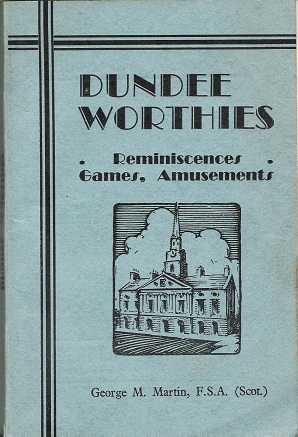 DUNDEE
WORTHIES
. Reminiscences .
Games, Amusements
George M. Martin, F.S.A. (Scot.)